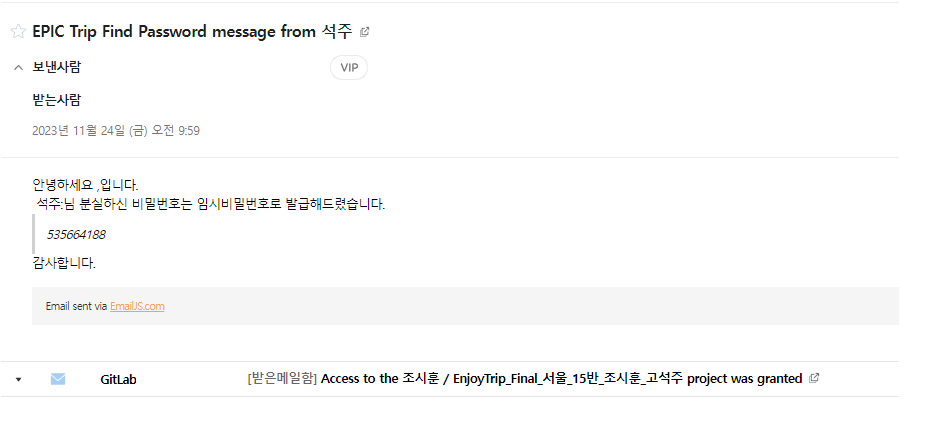 EPIC Trip Find Password message from 석주
보낸사람 VIP
받는사람
2023년 11월 24일 (금) 오전 9:59
안녕하세요 ,입니다.
석주:님 분실하신 비밀번호는 임시비밀번호로 발급해드렸습니다.
535664188
감사합니다.
Email sent via EmailJS.com
GitLab [받은메일함] Access to the 조시훈 / EnjoyTrip_Final_서울_15반_조시훈_고석주 project was granted